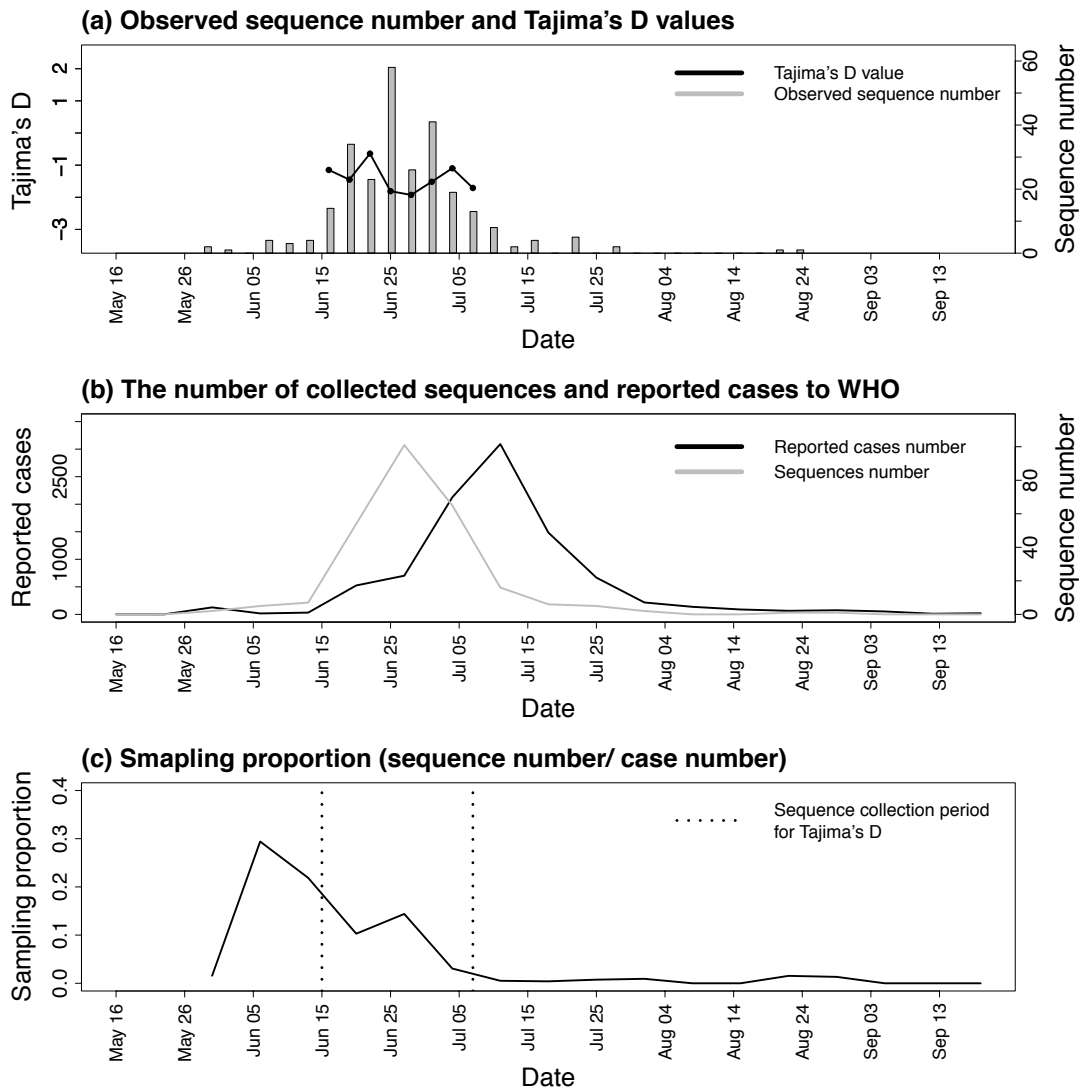 (a) Observed sequence number and Tajima's D values
Tajima's D
2
1
-1
-3
Tajima's D value
Observed sequence number
60
40
20
0
Sequence number
May 16 May 26 Jun 05 Jun 15 Jun 25 Jul 05 Jul 15 Jul 25 Aug 04 Aug 14 Aug 24 Sep 03 Sep 13
Date
(b) The number of collected sequences and reported cases to WHO
Reported cases
2500
1000
0
Reported cases number
Sequences number
80
40
0
Sequence number
May 16 May 26 Jun 05 Jun 15 Jun 25 Jul 05 Jul 15 Jul 25 Aug 04 Aug 14 Aug 24 Sep 03 Sep 13
Date
(c) Smapling proportion (sequence number/ case number)
Sampling proportion
0.4
0.3
0.2
0.1
0.0
Sequence collection period
for Tajima's D
May 16 May 26 Jun 05 Jun 15 Jun 25 Jul 05 Jul 15 Jul 25 Aug 04 Aug 14 Aug 24 Sep 03 Sep 13
Date